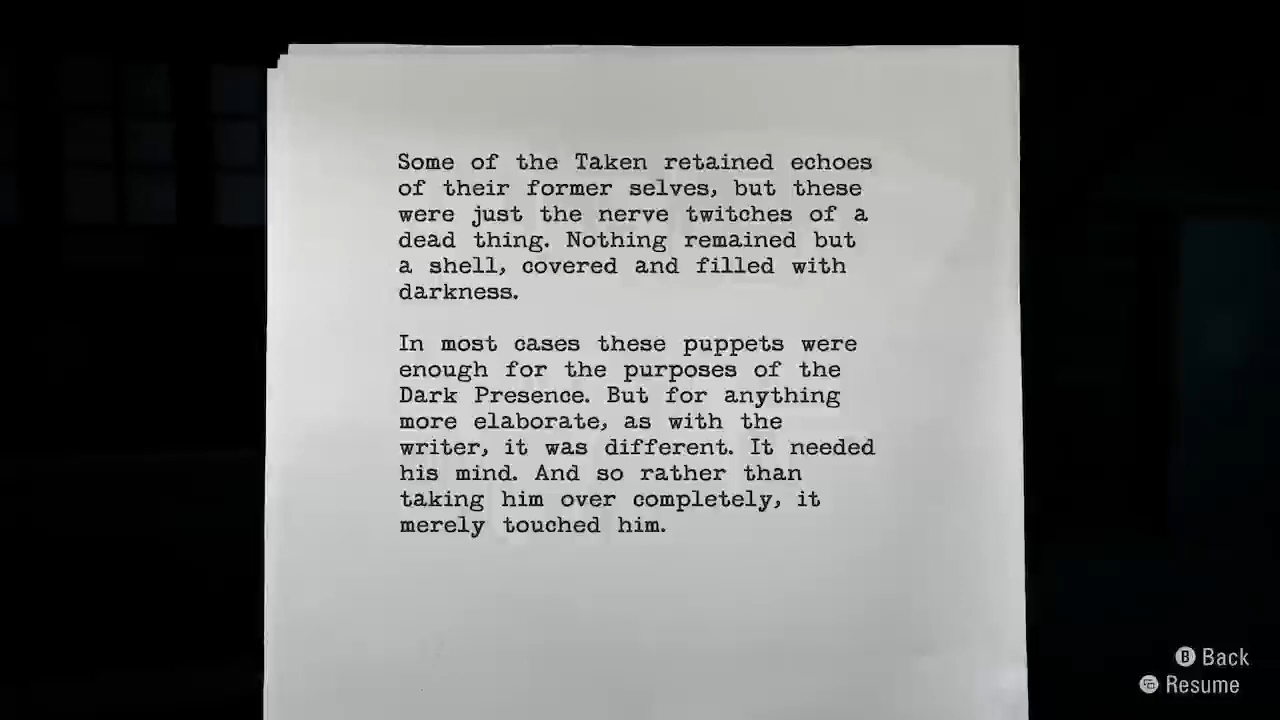 Some of the Taken retained echoes
of their former selves, but these
were just the nerve twitches of a
dead thing. Nothing remained but
a shell, covered and filled with
darkness.
In most cases these puppets were
enough for the purposes of the
Dark Presence. But for anything
more elaborate, as with the
writer, it was different. It needed
his mind. And so rather than
taking him over completely, it
merely touched him.
B Back
Resume